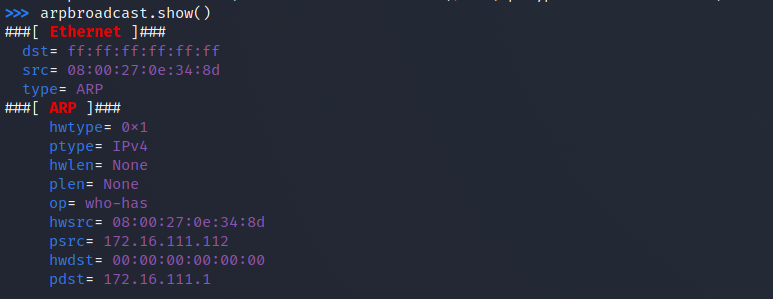 >>> arpbroadcast.show()
###[ Ethernet ]###
  dst= ff:ff:ff:ff:ff:ff
  src= 08:00:27:0e:34:8d
  type= ARP
###[ ARP ]###
     hwtype= 0×1
     ptype= IPv4
     hwlen= None
     plen= None
     op= who-has
     hwsrc= 08:00:27:0e:34:8d
     psrc= 172.16.111.112
     hwdst= 00:00:00:00:00:00
     pdst= 172.16.111.1